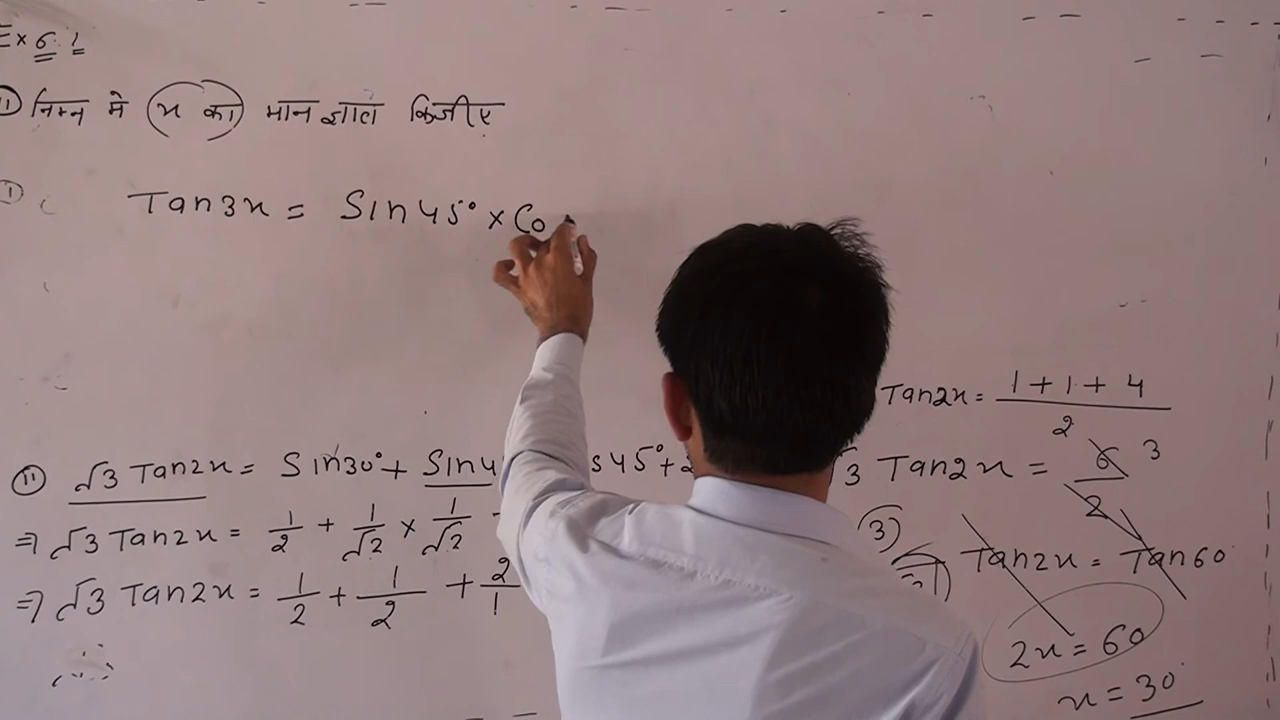 Ex 6.1
निम्न मे x का मान ज्ञात किजीए
① Tan3x = Sin45° × Co
Tan2x = 1 + 1 + 4 / 2
⑪ √3 Tan2x = Sin30° + Sin4 s45° +
√3 Tan2x = 6 / 2 3
⇒ √3 Tan2x = 1/2 + 1/√2 × 1/√2
Tan2x = Tan60°
⇒ √3 Tan2x = 1/2 + 1/2 + 2/1
2x = 60
x = 30°